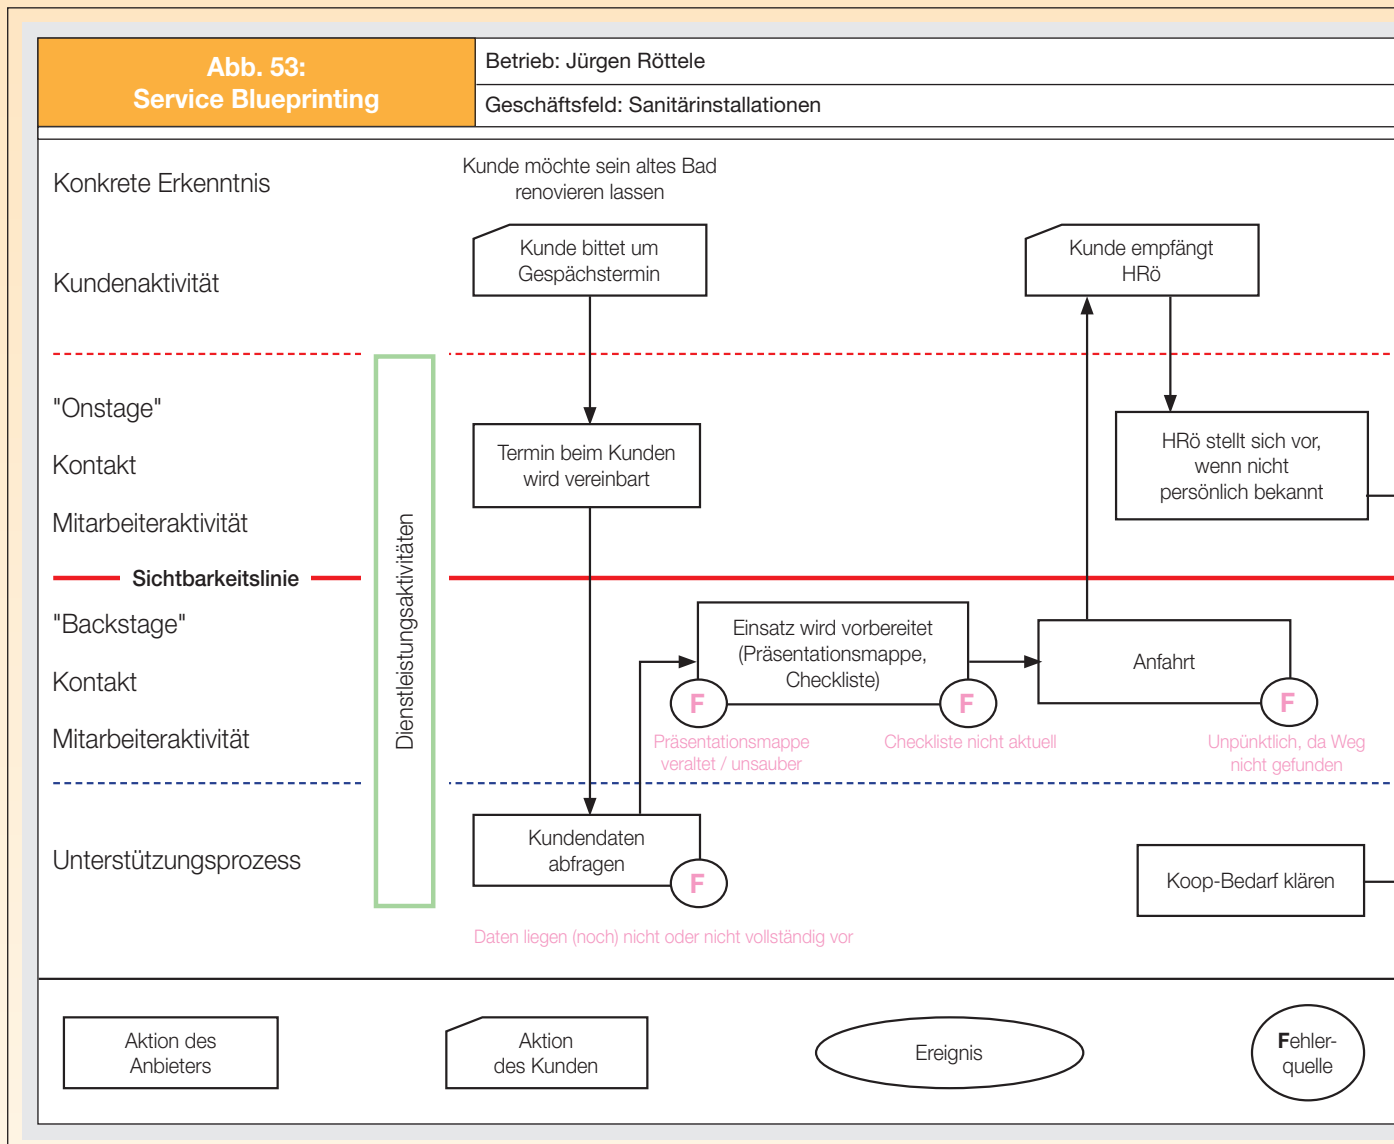 Abb. 53:
Service Blueprinting
Betrieb: Jürgen Röttele
Geschäftsfeld: Sanitärinstallationen
Konkrete Erkenntnis
Kunde möchte sein altes Bad
renovieren lassen
Kundenaktivität
Kunde bittet um
Gespächstermin
Kunde empfängt
HRö
"Onstage"
Kontakt
Mitarbeiteraktivität
Termin beim Kunden
wird vereinbart
HRö stellt sich vor,
wenn nicht
persönlich bekannt
Sichtbarkeitslinie
Dienstleistungsaktivitäten
"Backstage"
Kontakt
Mitarbeiteraktivität
Einsatz wird vorbereitet
(Präsentationsmappe,
Checkliste)
F
F
Präsentationsmappe
veraltet / unsauber
Checkliste nicht aktuell
Anfahrt
F
Unpünktlich, da Weg
nicht gefunden
Unterstützungsprozess
Kundendaten
abfragen
F
Daten liegen (noch) nicht oder nicht vollständig vor
Koop-Bedarf klären
Aktion des
Anbieters
Aktion
des Kunden
Ereignis
Fehler-
quelle